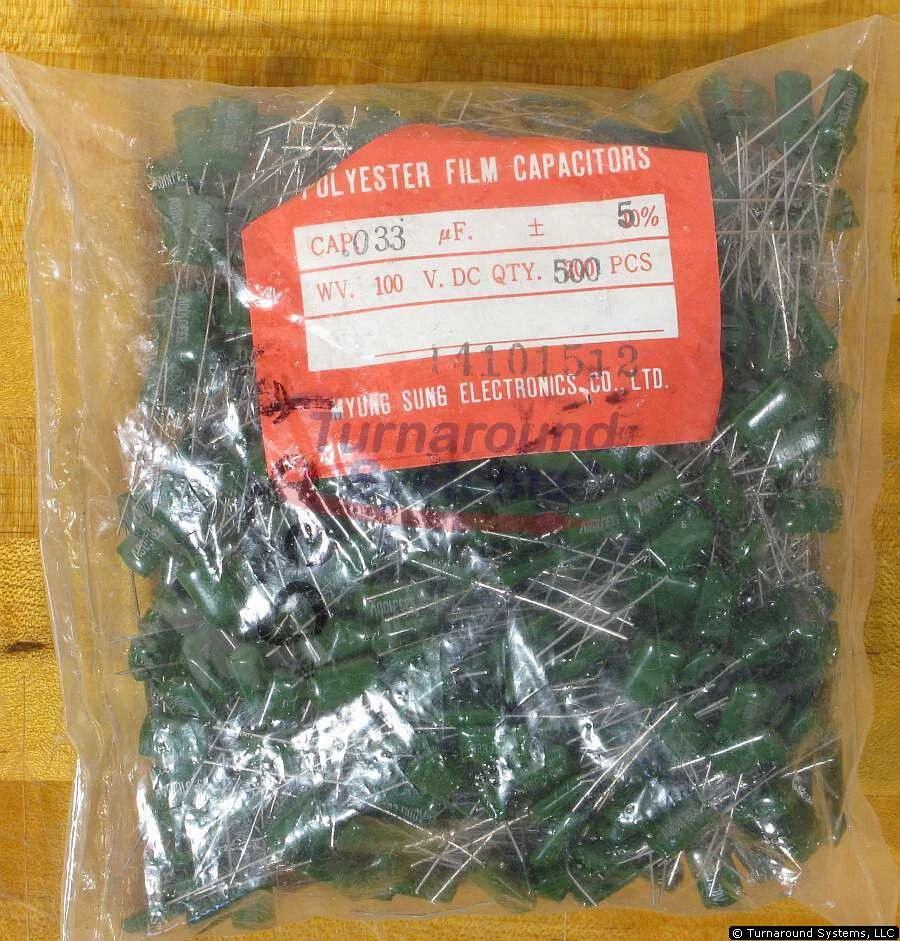 POLYESTER FILM CAPACITORS
CAP. .033 µF. ± 5%
WV. 100 V. DC QTY. 500 PCS
14101512
MYUNG SUNG ELECTRONICS CO., LTD.
Turnaround
© Turnaround Systems, LLC